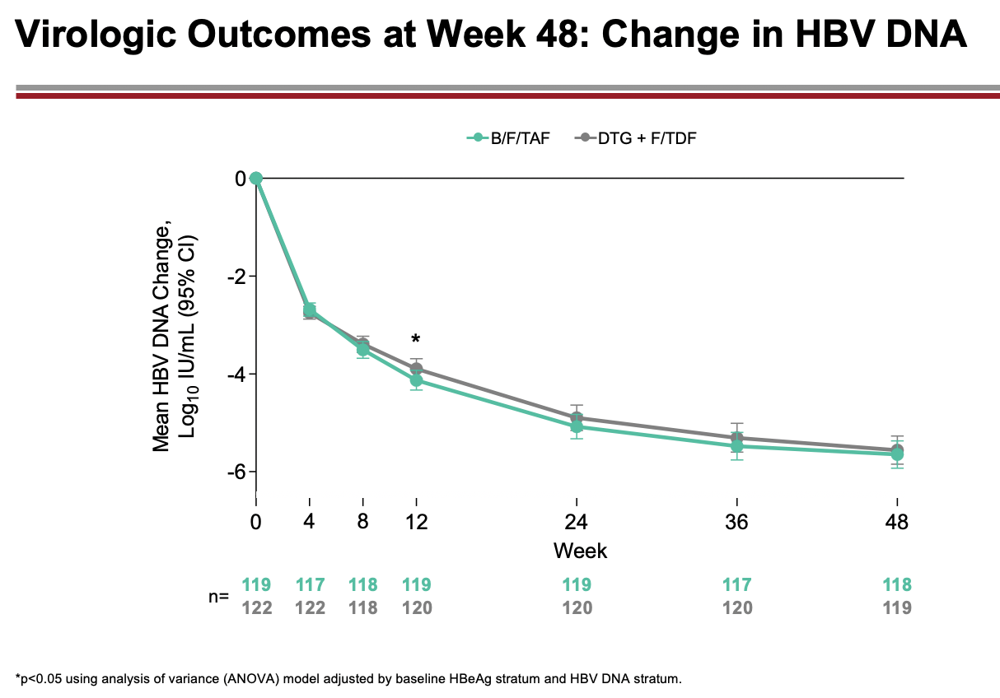 Virologic Outcomes at Week 48: Change in HBV DNA
B/F/TAF DTG + F/TDF
Mean HBV DNA Change,
Log10 IU/mL (95% CI)
0
-2
*
-4
-6
0 4 8 12 24 36 48
Week
n=
119 117 118 119 119 117 118
122 122 118 120 120 120 119
*p<0.05 using analysis of variance (ANOVA) model adjusted by baseline HBeAg stratum and HBV DNA stratum.